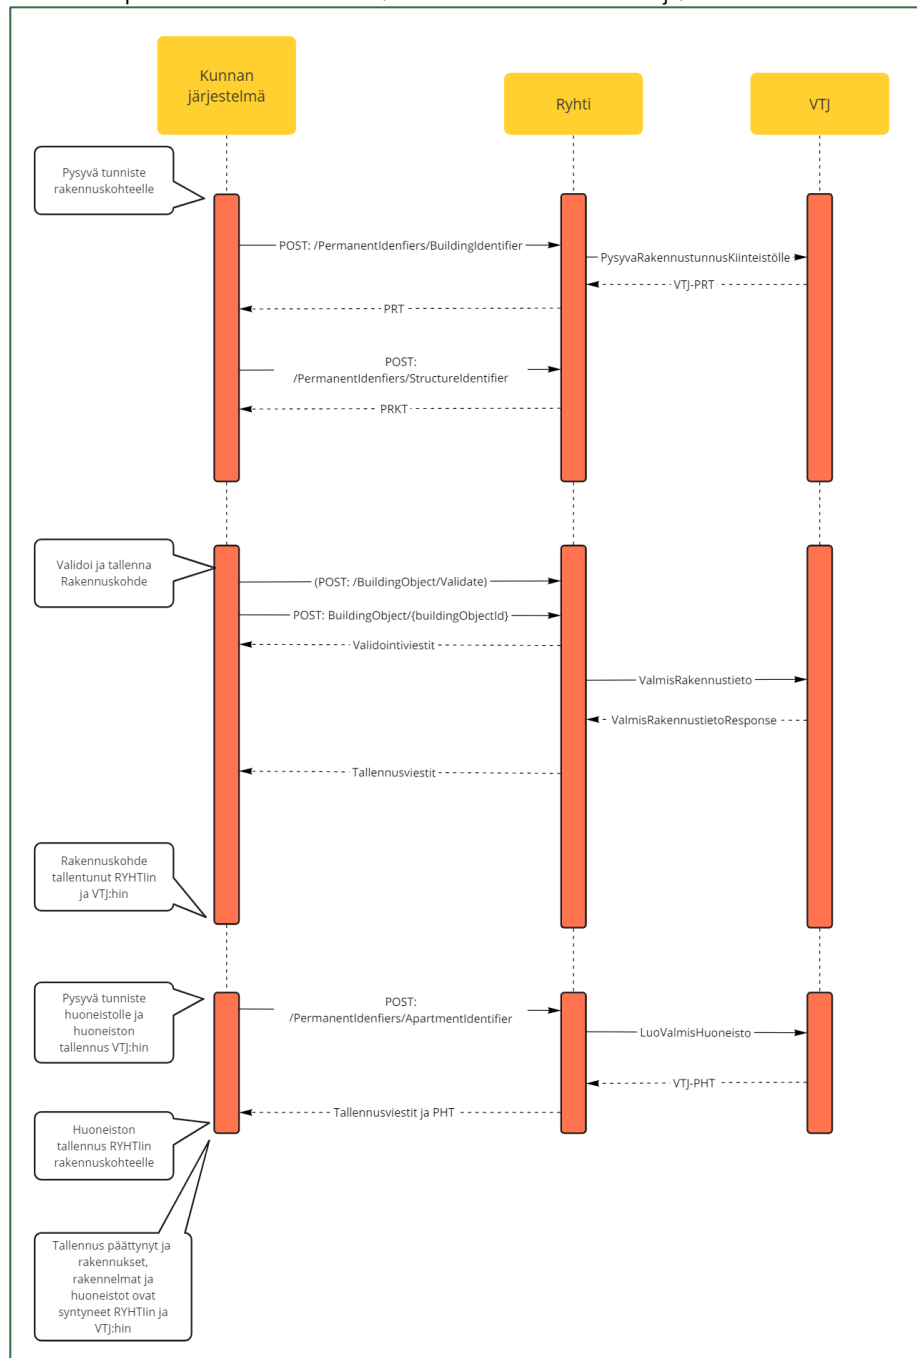 Kunnan
järjestelmä
Ryhti
VTJ
Pysyvä tunniste
rakennuskohteelle
POST: /PermanentIdenfiers/BuildingIdentifier
PysyvaRakennustunnusKiinteistölle
VTJ-PRT
PRT
POST:
/PermanentIdenfiers/StructureIdentifier
PRKT
Validoi ja tallenna
Rakennuskohde
(POST: /BuildingObject/Validate)
POST: BuildingObject/{buildingObjectId}
Validointiviestit
ValmisRakennustieto
ValmisRakennustietoResponse
Tallennusviestit
Rakennuskohde
tallentunut RYHTIin
ja VTJ:hin
Pysyvä tunniste
huoneistolle ja
huoneiston
tallennus VTJ:hin
POST:
/PermanentIdenfiers/ApartmentIdentifier
LuoValmisHuoneisto
VTJ-PHT
Tallennusviestit ja PHT
Huoneiston
tallennus RYHTIin
rakennuskohteelle
Tallennus päättynyt ja
rakennukset,
rakennelmat ja
huoneistot ovat
syntyneet RYHTIin ja
VTJ:hin